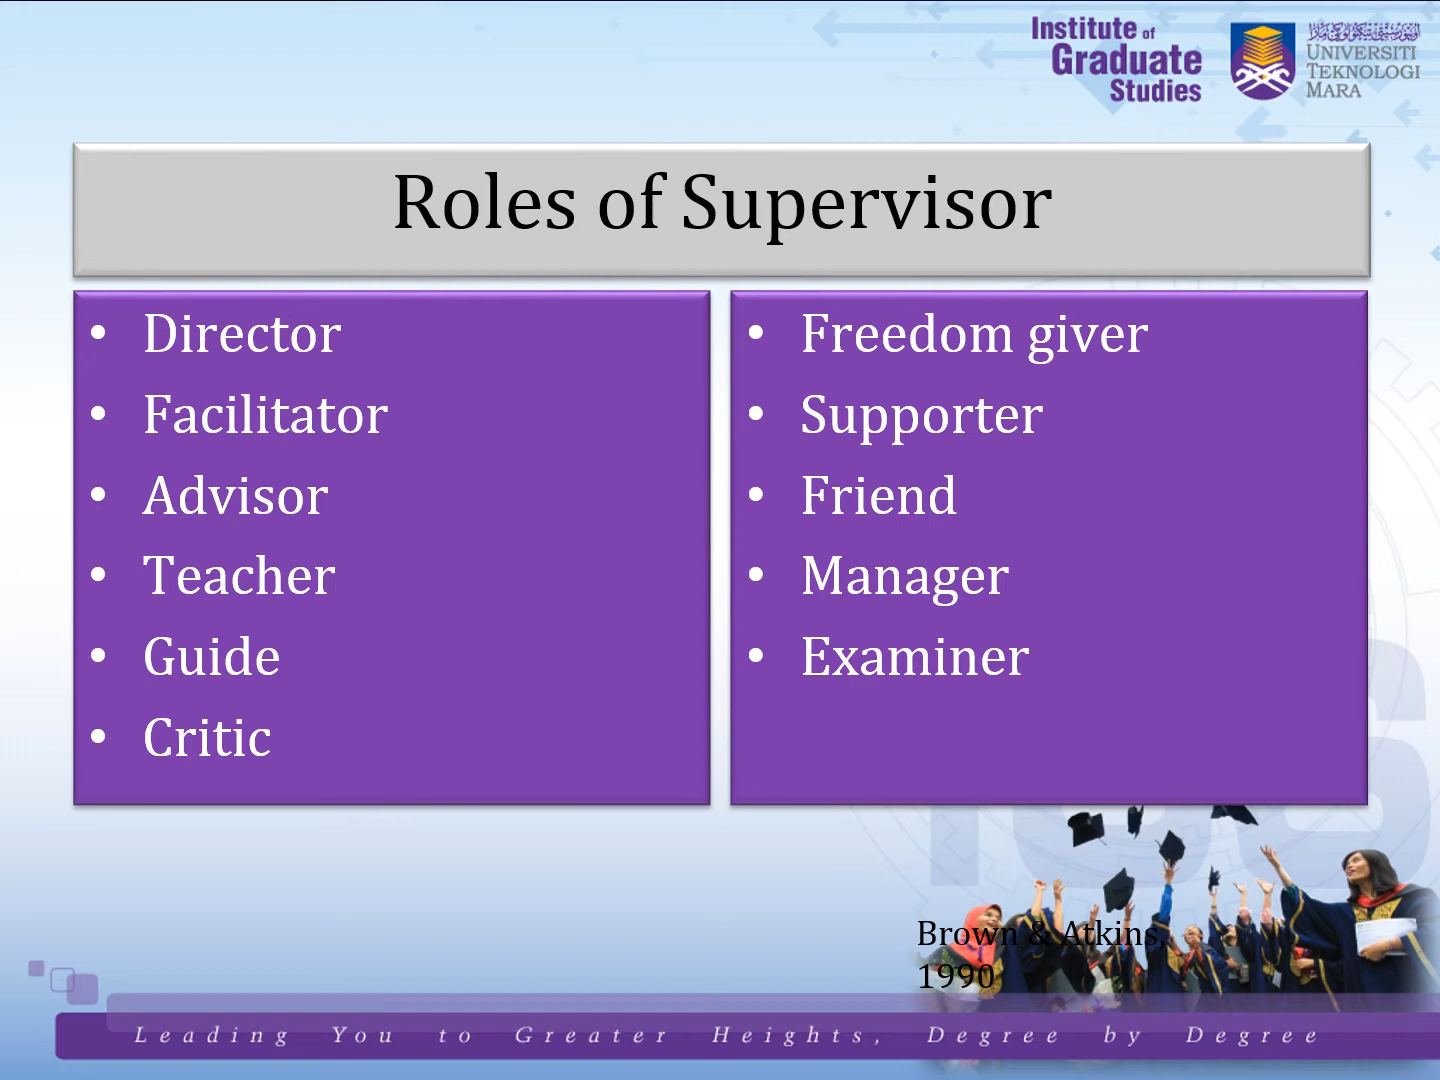 Institute of
Graduate
Studies
UNIVERSITI
TEKNOLOGI
MARA
Roles of Supervisor
• Director
• Facilitator
• Advisor
• Teacher
• Guide
• Critic
• Freedom giver
• Supporter
• Friend
• Manager
• Examiner
Brown & Atkins,
1990
Leading You to Greater Heights, Degree by Degree